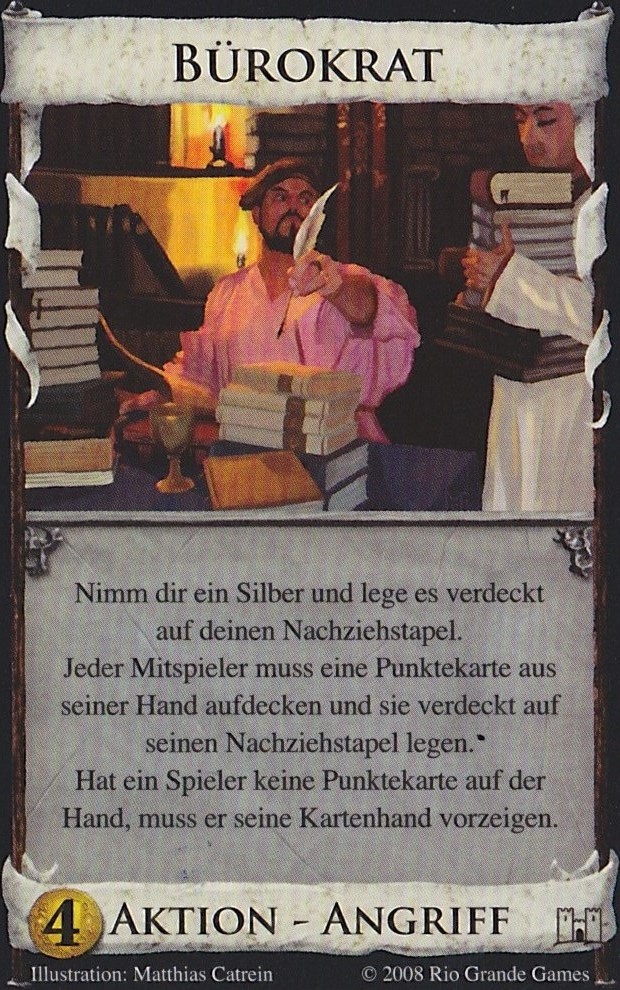 BÜROKRAT
Nimm dir ein Silber und lege es verdeckt
auf deinen Nachziehstapel.
Jeder Mitspieler muss eine Punktekarte aus
seiner Hand aufdecken und sie verdeckt auf
seinen Nachziehstapel legen.
Hat ein Spieler keine Punktekarte auf der
Hand, muss er seine Kartenhand vorzeigen.
4 AKTION - ANGRIFF
Illustration: Matthias Catrein © 2008 Rio Grande Games